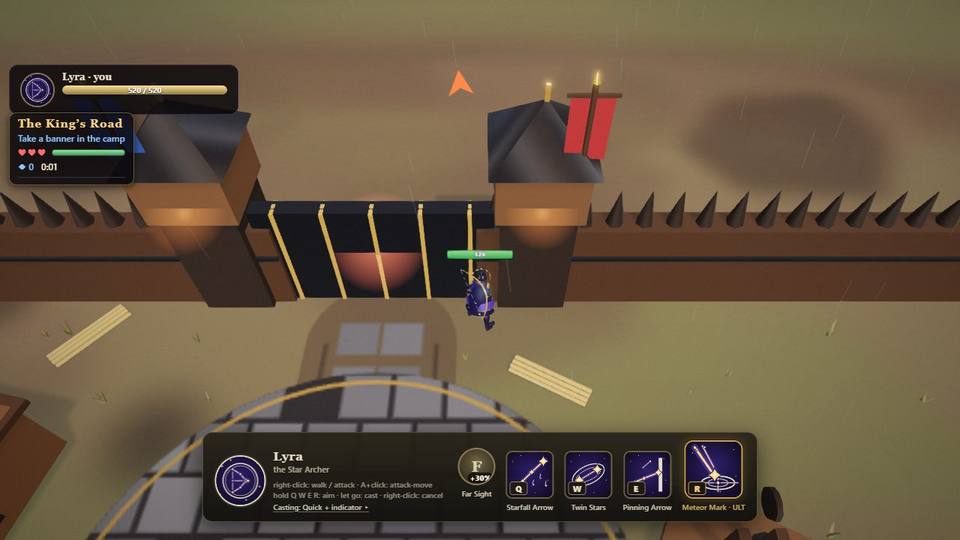 Lyra - you
520 / 520
The King's Road
Take a banner in the camp
0 0:01
Lyra
the Star Archer
right-click: walk / attack · A+click: attack-move
hold Q W E R: aim · let go: cast · right-click: cancel
Casting: Quick + indicator
F
+30%
Far Sight
Q
Starfall Arrow
W
Twin Stars
E
Pinning Arrow
R
Meteor Mark · ULT